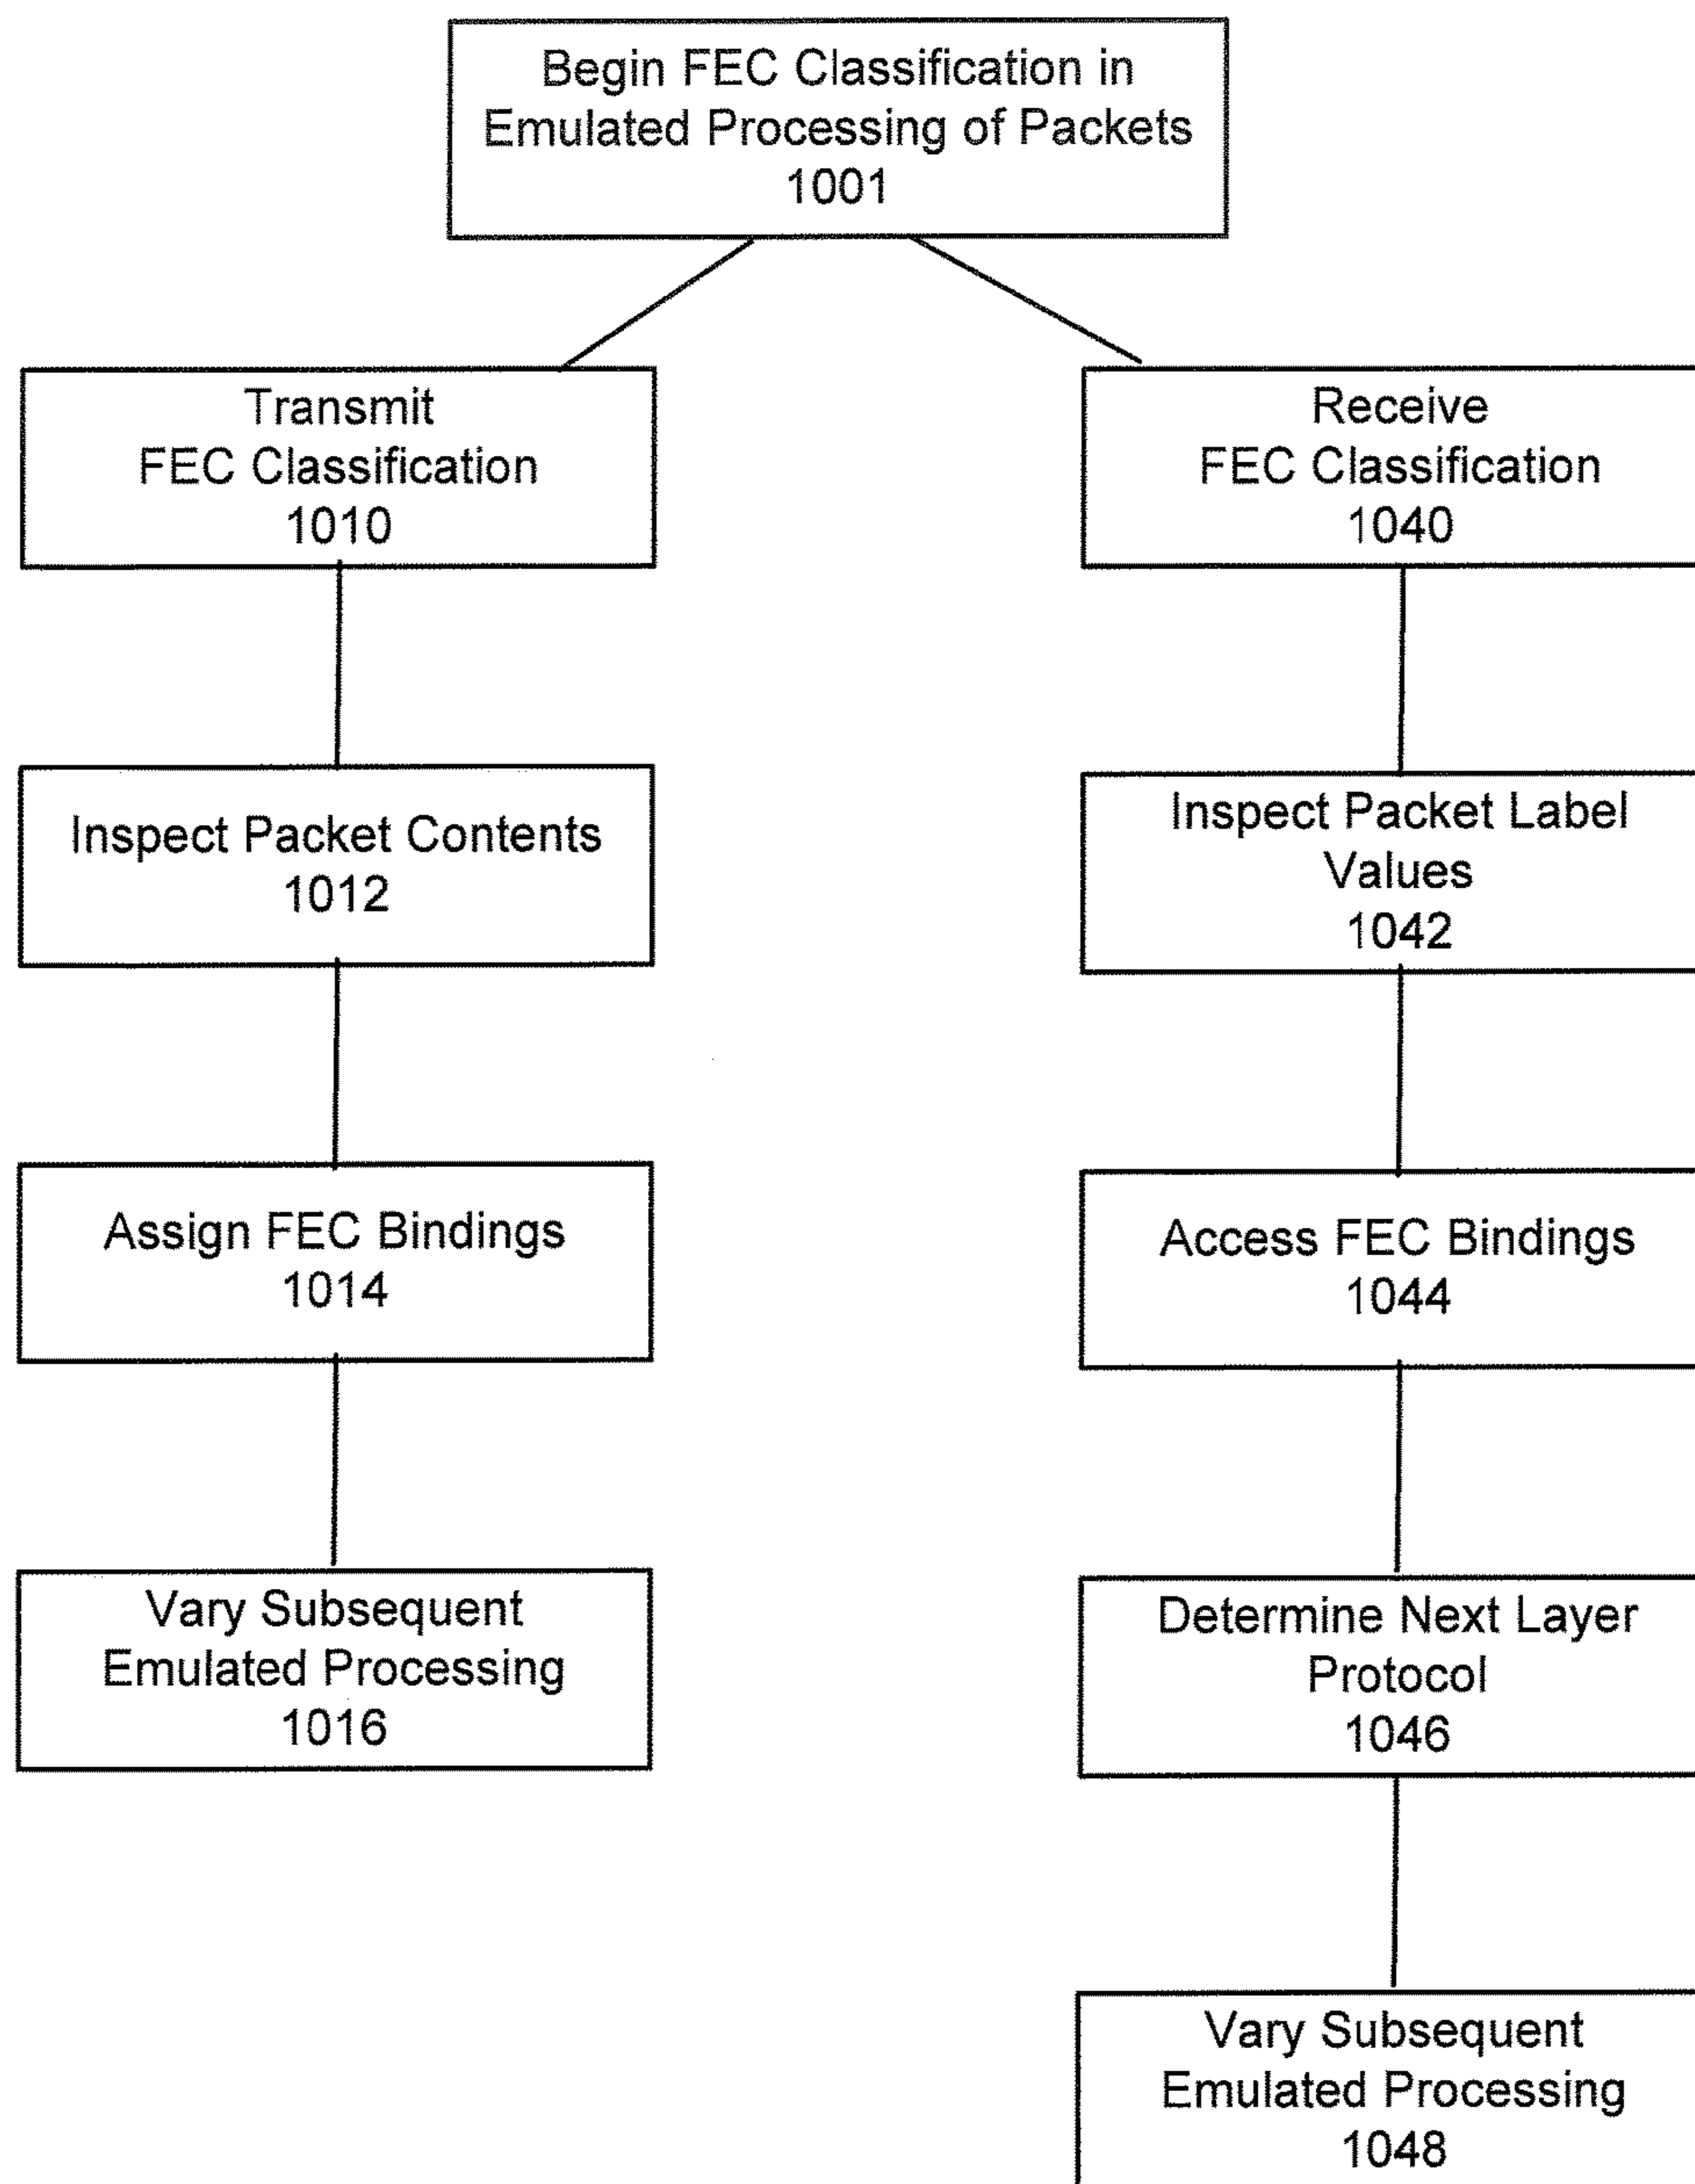 Begin FEC Classification in
Emulated Processing of Packets
1001
Transmit
FEC Classification
1010
Receive
FEC Classification
1040
Inspect Packet Contents
1012
Inspect Packet Label
Values
1042
Assign FEC Bindings
1014
Access FEC Bindings
1044
Vary Subsequent
Emulated Processing
1016
Determine Next Layer
Protocol
1046
Vary Subsequent
Emulated Processing
1048